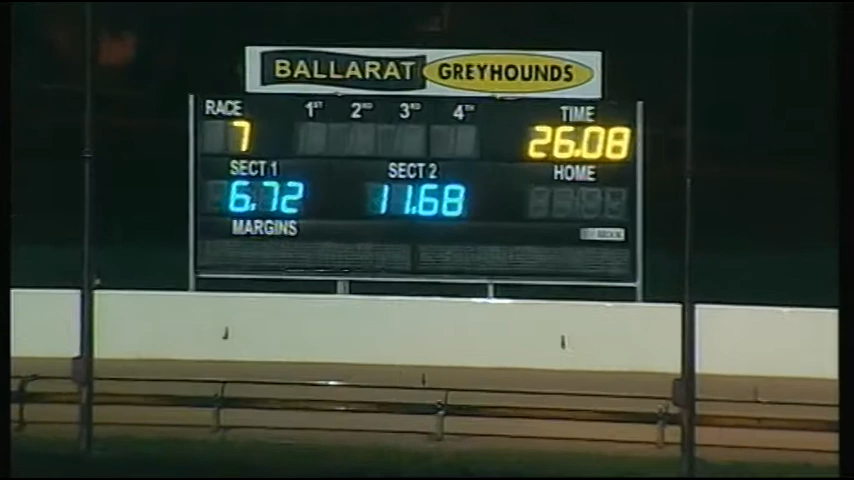 BALLARAT GREYHOUNDS
RACE 1ST 2ND 3RD 4TH TIME
7 26.08
SECT 1 SECT 2 HOME
6.72 11.68
MARGINS